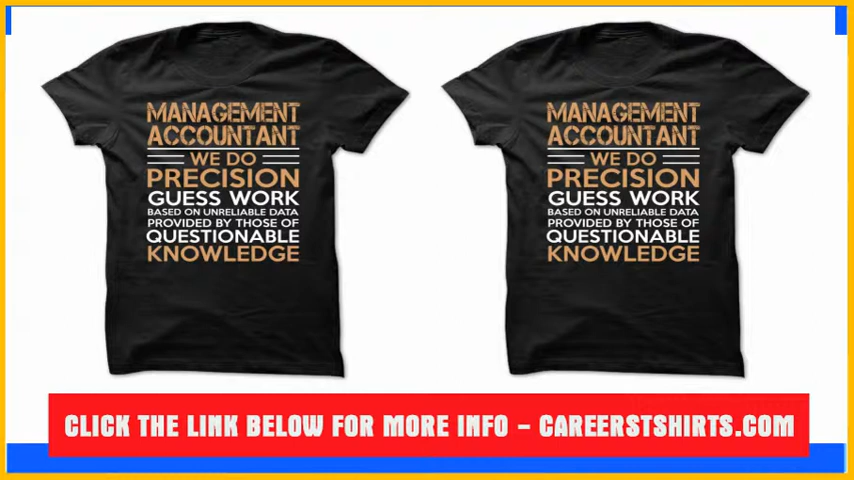 MANAGEMENT
ACCOUNTANT
WE DO
PRECISION
GUESS WORK
BASED ON UNRELIABLE DATA
PROVIDED BY THOSE OF
QUESTIONABLE
KNOWLEDGE
MANAGEMENT
ACCOUNTANT
WE DO
PRECISION
GUESS WORK
BASED ON UNRELIABLE DATA
PROVIDED BY THOSE OF
QUESTIONABLE
KNOWLEDGE
CLICK THE LINK BELOW FOR MORE INFO - CAREERSTSHIRTS.COM